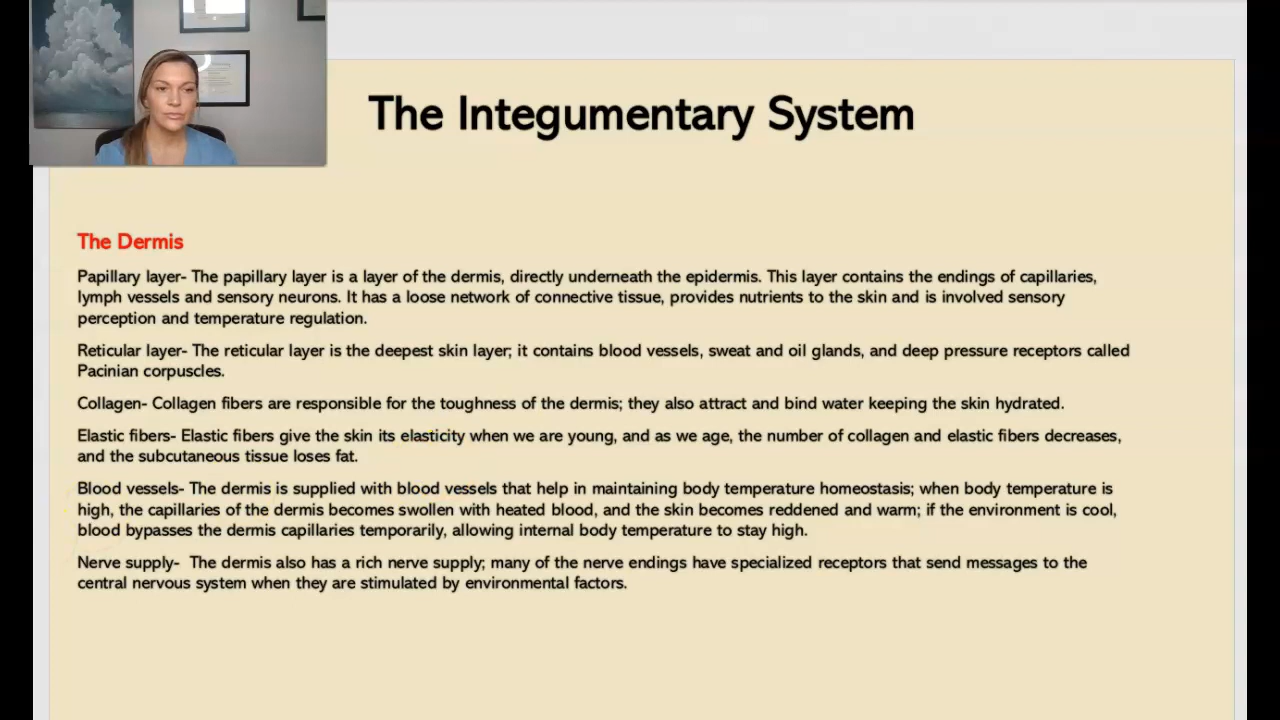 The Integumentary System
The Dermis
Papillary layer- The papillary layer is a layer of the dermis, directly underneath the epidermis. This layer contains the endings of capillaries,
lymph vessels and sensory neurons. It has a loose network of connective tissue, provides nutrients to the skin and is involved sensory
perception and temperature regulation.
Reticular layer- The reticular layer is the deepest skin layer; it contains blood vessels, sweat and oil glands, and deep pressure receptors called
Pacinian corpuscles.
Collagen- Collagen fibers are responsible for the toughness of the dermis; they also attract and bind water keeping the skin hydrated.
Elastic fibers- Elastic fibers give the skin its elasticity when we are young, and as we age, the number of collagen and elastic fibers decreases,
and the subcutaneous tissue loses fat.
Blood vessels- The dermis is supplied with blood vessels that help in maintaining body temperature homeostasis; when body temperature is
high, the capillaries of the dermis becomes swollen with heated blood, and the skin becomes reddened and warm; if the environment is cool,
blood bypasses the dermis capillaries temporarily, allowing internal body temperature to stay high.
Nerve supply-  The dermis also has a rich nerve supply; many of the nerve endings have specialized receptors that send messages to the
central nervous system when they are stimulated by environmental factors.